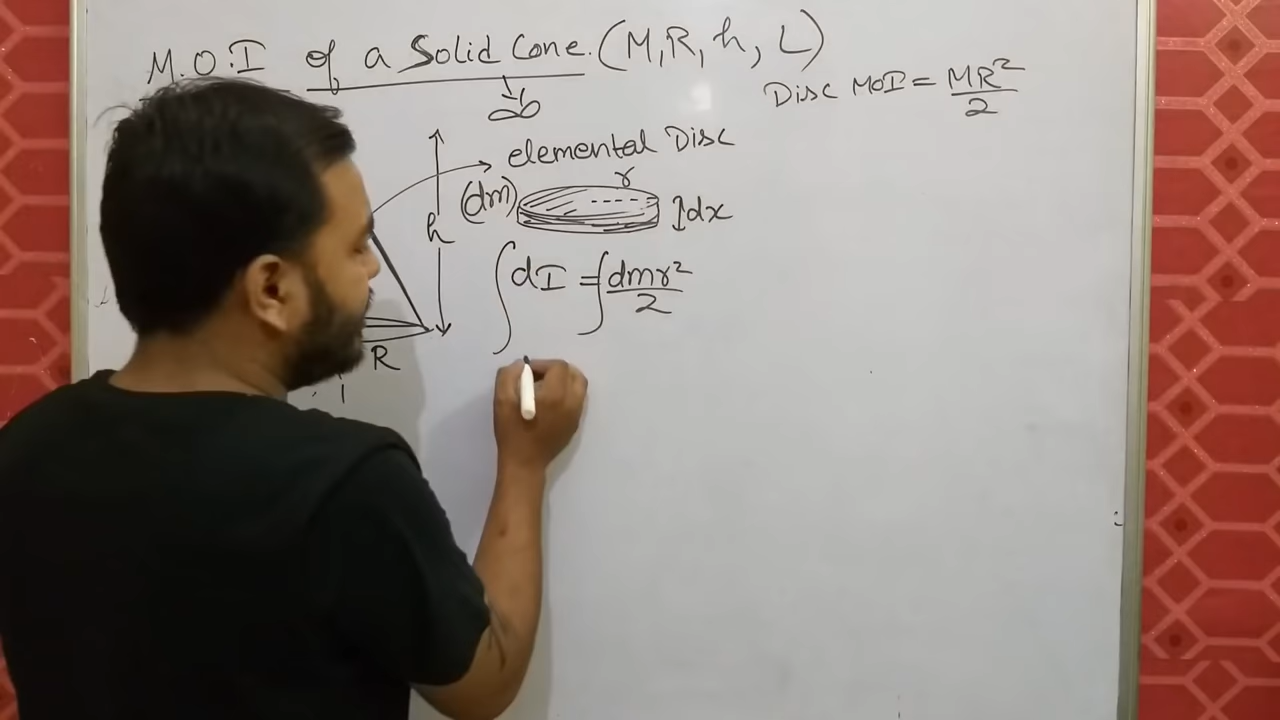 M.O.I of a Solid Cone. (M, R, h, L)
Disc MOI = MR²/2
elemental Disc
r
(dm)
dx
h
∫dI = ∫dmr²/2
R